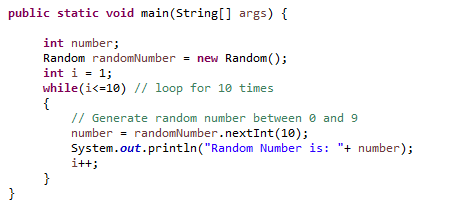 public static void main(String[] args) {
int number;
Random randomNumber = new Random();
int i = 1;
while(i<=10) // loop for 10 times
{
// Generate random number between 0 and 9
number = randomNumber.nextInt(10);
System.out.println("Random Number is: "+ number);
i++;
}
}